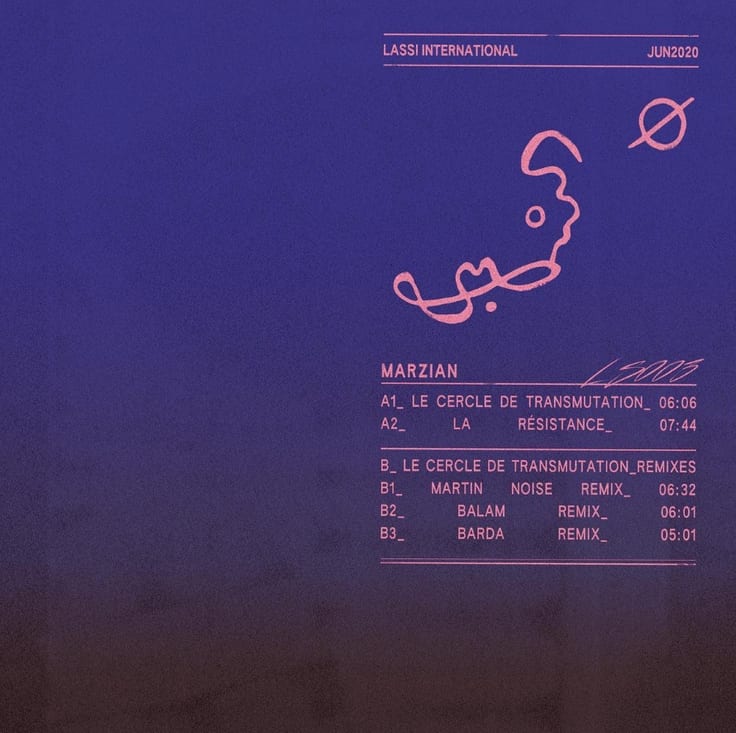 LASSI INTERNATIONAL JUN2020
MARZIAN LS003
A1_ LE CERCLE DE TRANSMUTATION_ 06:06
A2_ LA RÉSISTANCE_ 07:44
B_ LE CERCLE DE TRANSMUTATION_REMIXES
B1_ MARTIN NOISE REMIX_ 06:32
B2_ BALAM REMIX_ 06:01
B3_ BARDA REMIX_ 05:01